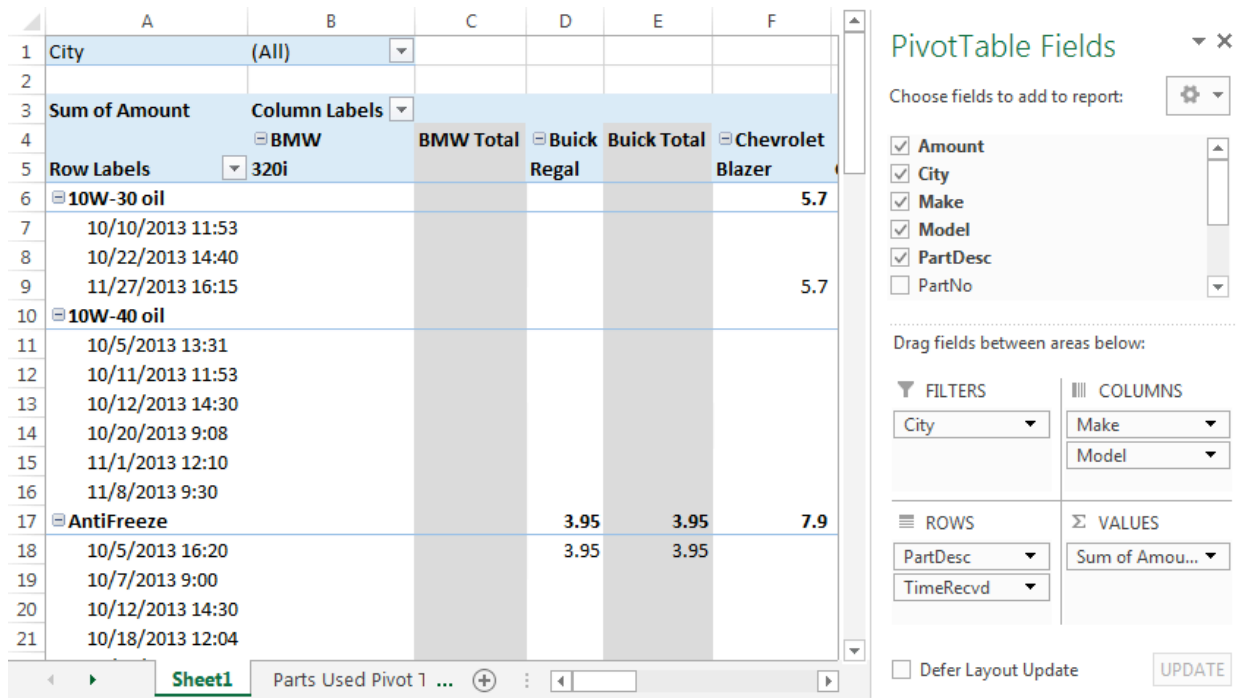 A B C D E F
1 City (All)
2
3 Sum of Amount Column Labels
4 BMW BMW Total Buick Buick Total Chevrolet
5 Row Labels 320i Regal Blazer
6 10W-30 oil 5.7
7 10/10/2013 11:53
8 10/22/2013 14:40
9 11/27/2013 16:15 5.7
10 10W-40 oil
11 10/5/2013 13:31
12 10/11/2013 11:53
13 10/12/2013 14:30
14 10/20/2013 9:08
15 11/1/2013 12:10
16 11/8/2013 9:30
17 AntiFreeze 3.95 3.95 7.9
18 10/5/2013 16:20 3.95 3.95
19 10/7/2013 9:00
20 10/12/2013 14:30
21 10/18/2013 12:04
Sheet1 Parts Used Pivot T ...
PivotTable Fields
Choose fields to add to report:
Amount
City
Make
Model
PartDesc
PartNo
Drag fields between areas below:
FILTERS
City
COLUMNS
Make
Model
ROWS
PartDesc
TimeRecvd
Σ VALUES
Sum of Amou...
Defer Layout Update UPDATE